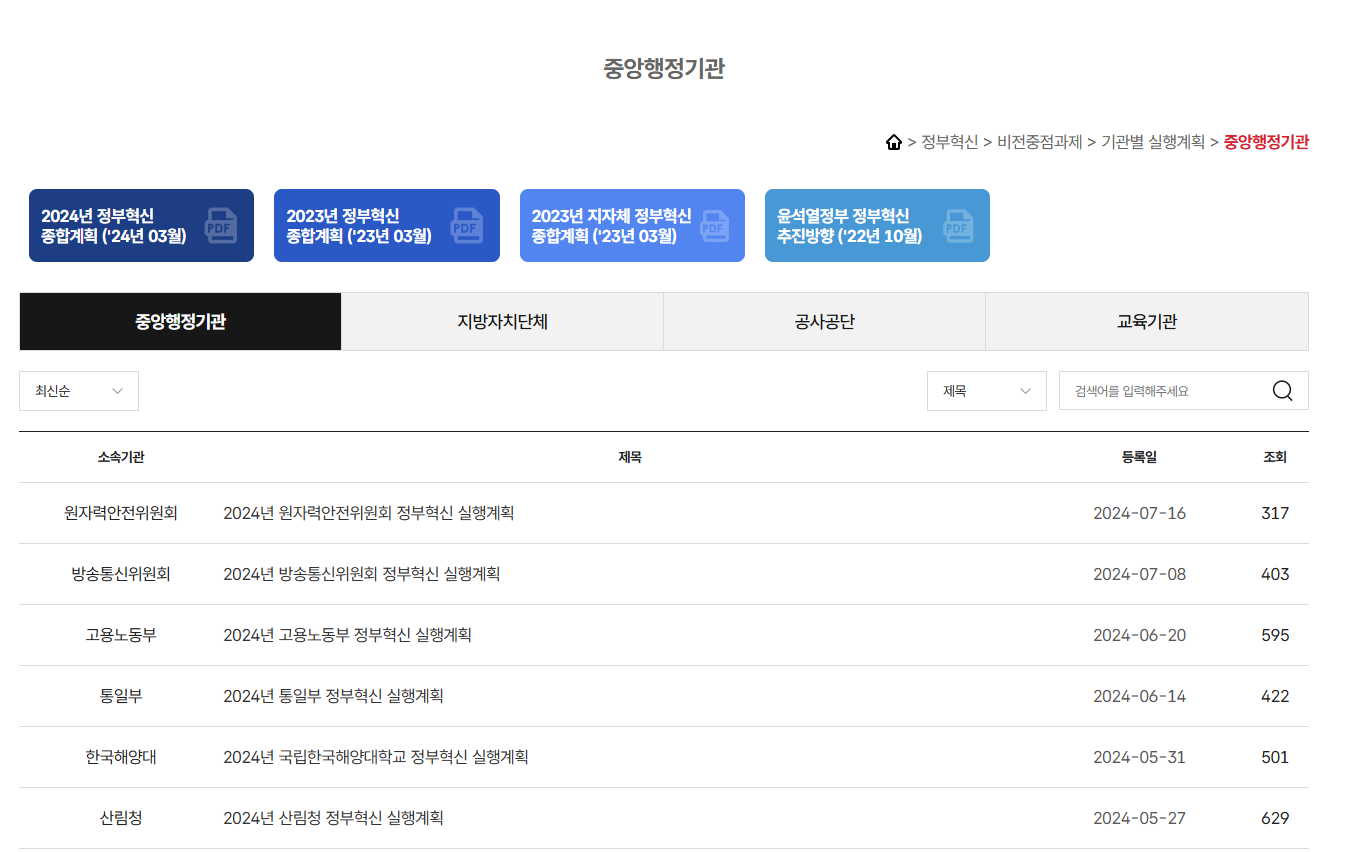 중앙행정기관
> 정부혁신 > 비전중점과제 > 기관별 실행계획 > 중앙행정기관
2024년 정부혁신
종합계획 ('24년 03월)
PDF
2023년 정부혁신
종합계획 ('23년 03월)
PDF
2023년 지자체 정부혁신
종합계획 ('23년 03월)
PDF
윤석열정부 정부혁신
추진방향 ('22년 10월)
PDF
중앙행정기관 지방자치단체 공사공단 교육기관
최신순 제목 검색어를 입력해주세요
소속기관 제목 등록일 조회
원자력안전위원회 2024년 원자력안전위원회 정부혁신 실행계획 2024-07-16 317
방송통신위원회 2024년 방송통신위원회 정부혁신 실행계획 2024-07-08 403
고용노동부 2024년 고용노동부 정부혁신 실행계획 2024-06-20 595
통일부 2024년 통일부 정부혁신 실행계획 2024-06-14 422
한국해양대 2024년 국립한국해양대학교 정부혁신 실행계획 2024-05-31 501
산림청 2024년 산림청 정부혁신 실행계획 2024-05-27 629